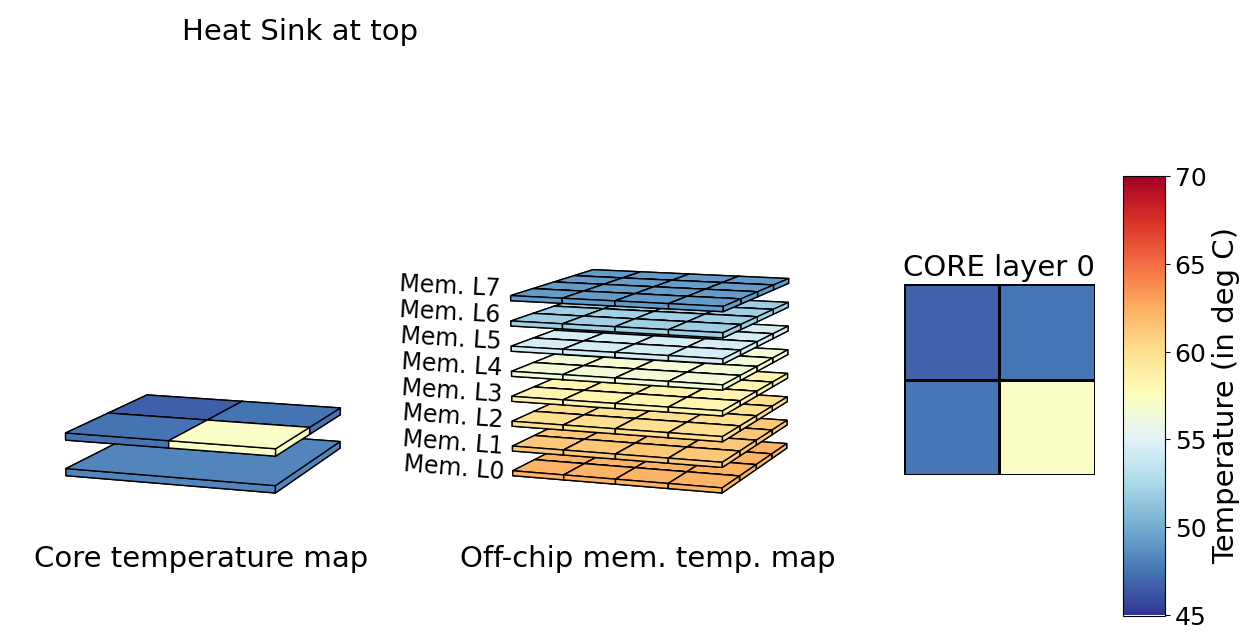 Heat Sink at top
Mem. L7
Mem. L6
Mem. L5
Mem. L4
Mem. L3
Mem. L2
Mem. L1
Mem. L0
Core temperature map
Off-chip mem. temp. map
CORE layer 0
70
65
60
55
50
45
Temperature (in deg C)